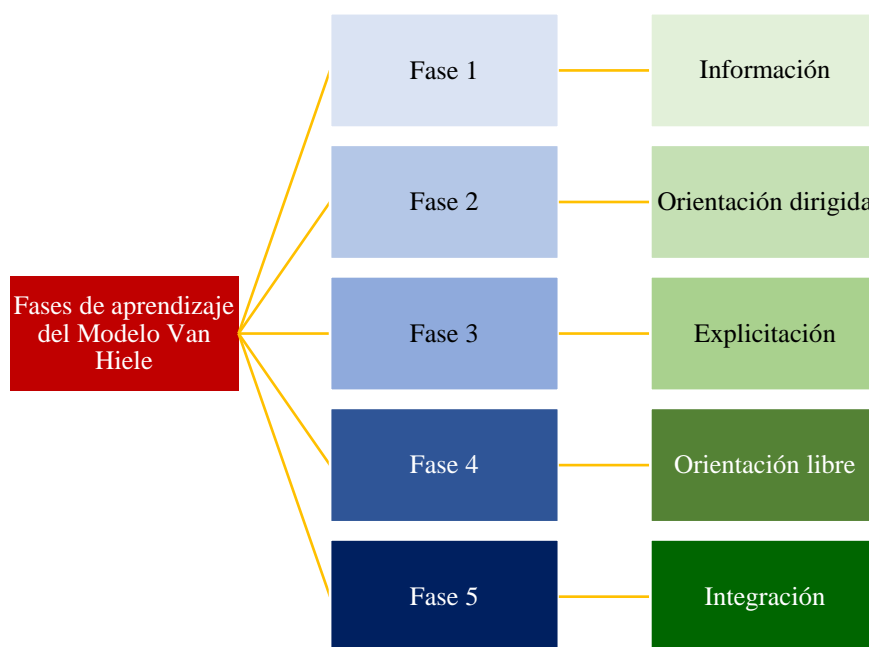 Fases de aprendizaje
del Modelo Van
Hiele
Fase 1
Información
Fase 2
Orientación dirigida
Fase 3
Explicitación
Fase 4
Orientación libre
Fase 5
Integración